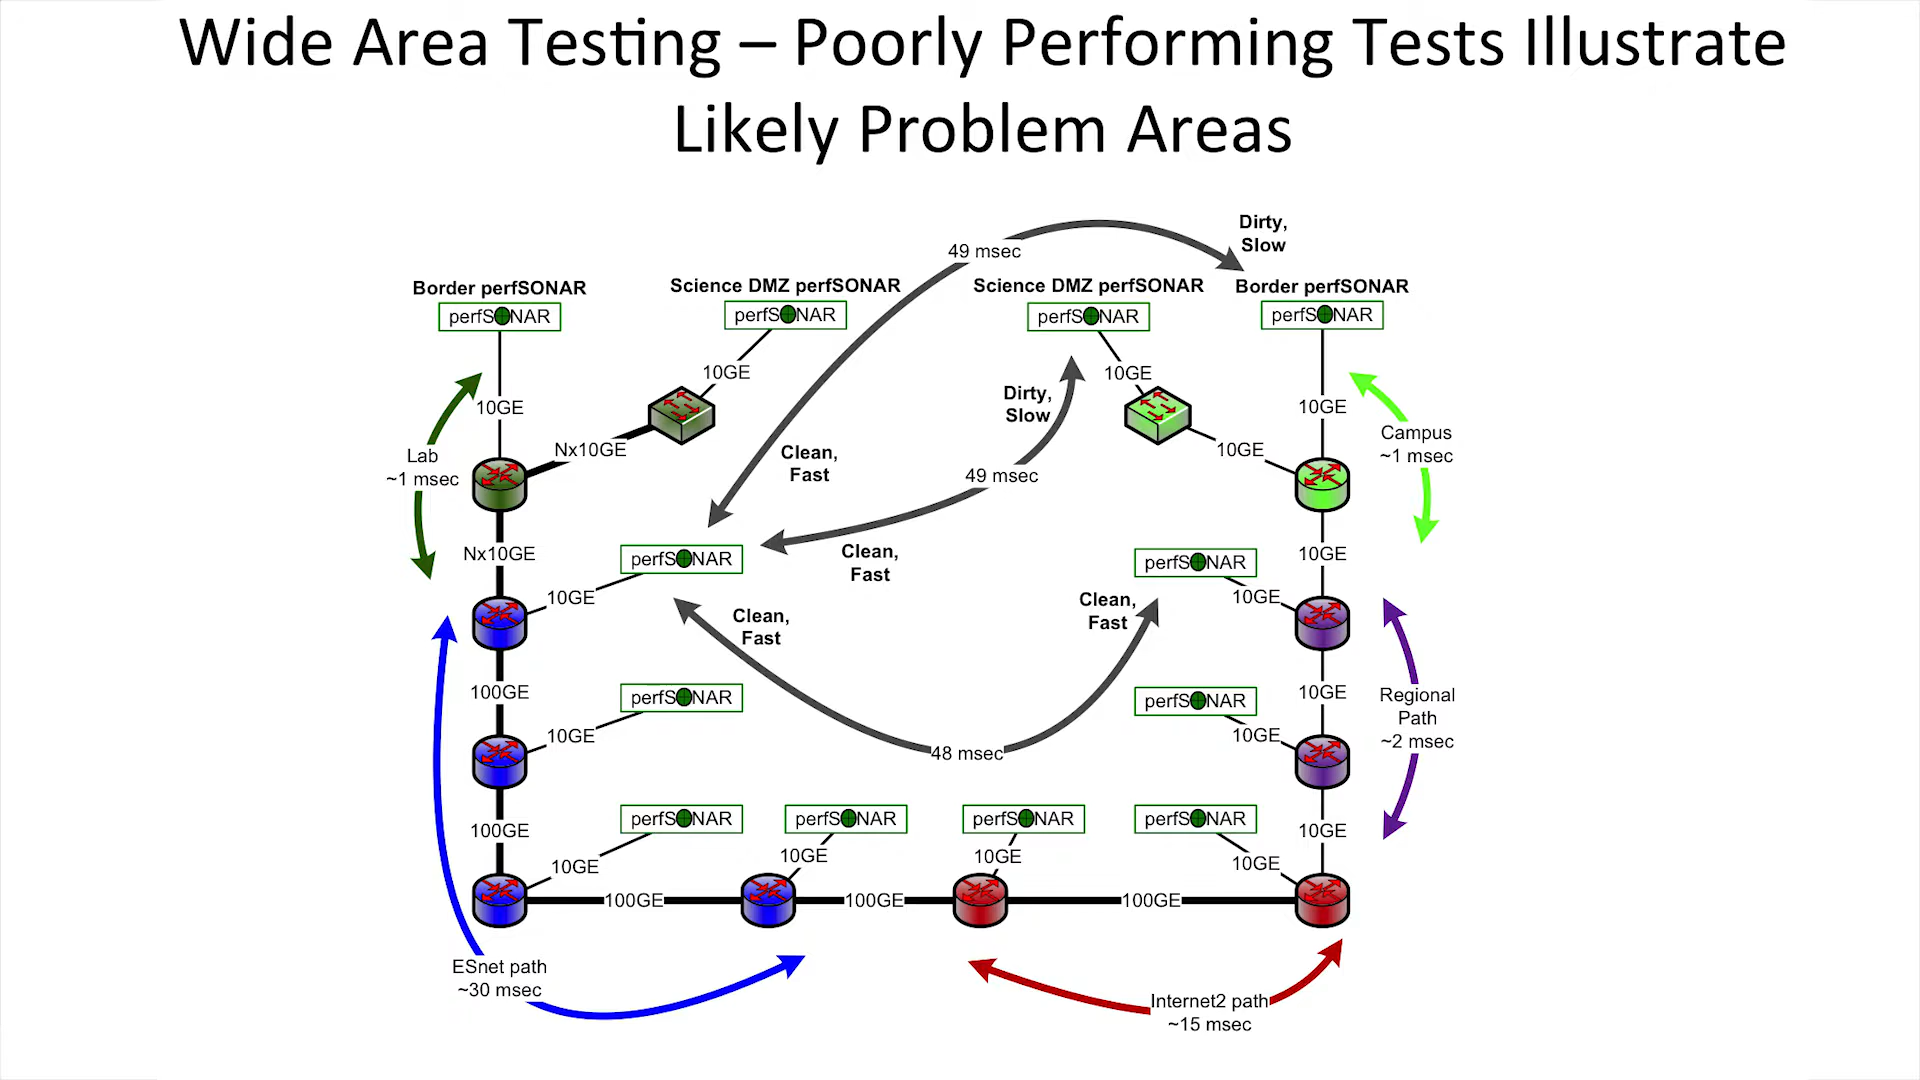 Wide Area Testing – Poorly Performing Tests Illustrate
Likely Problem Areas
Dirty,
Slow
49 msec
Border perfSONAR
Science DMZ perfSONAR
Science DMZ perfSONAR
Border perfSONAR
perfSONAR
perfSONAR
perfSONAR
perfSONAR
10GE
10GE
Dirty,
Slow
10GE
10GE
Nx10GE
10GE
Lab
~1 msec
Clean,
Fast
49 msec
Campus
~1 msec
Nx10GE
perfSONAR
Clean,
Fast
10GE
perfSONAR
10GE
Clean,
Fast
Clean,
Fast
10GE
100GE
perfSONAR
perfSONAR
10GE
10GE
10GE
48 msec
Regional
Path
~2 msec
100GE
perfSONAR
perfSONAR
perfSONAR
perfSONAR
10GE
10GE
10GE
10GE
10GE
100GE
100GE
100GE
ESnet path
~30 msec
Internet2 path
~15 msec